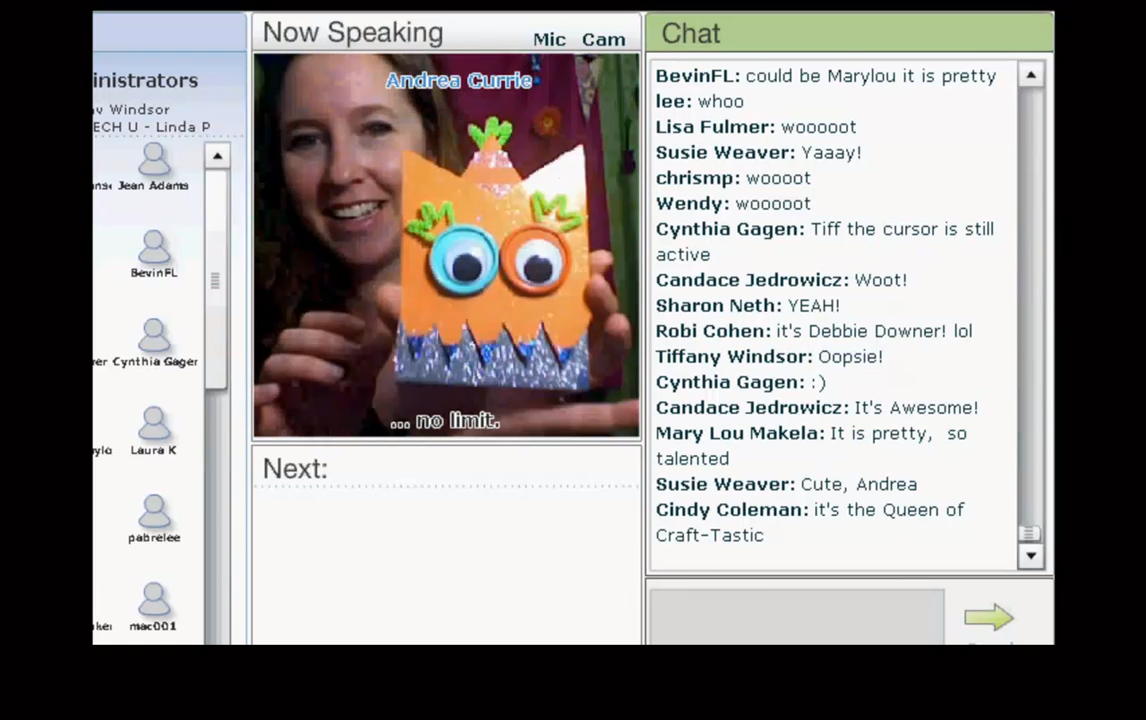 inistrators
Windsor
ECH U - Linda P
Jean Adams
BevinFL
Cynthia Gager
Laura K
pabrelee
mac001
Now Speaking
Mic Cam
Andrea Currie
... no limit.
Next:
Chat
BevinFL: could be Marylou it is pretty
lee: whoo
Lisa Fulmer: wooooot
Susie Weaver: Yaaay!
chrismp: woooot
Wendy: wooooot
Cynthia Gagen: Tiff the cursor is still
active
Candace Jedrowicz: Woot!
Sharon Neth: YEAH!
Robi Cohen: it's Debbie Downer! lol
Tiffany Windsor: Oopsie!
Cynthia Gagen: :)
Candace Jedrowicz: It's Awesome!
Mary Lou Makela: It is pretty, so
talented
Susie Weaver: Cute, Andrea
Cindy Coleman: it's the Queen of
Craft-Tastic